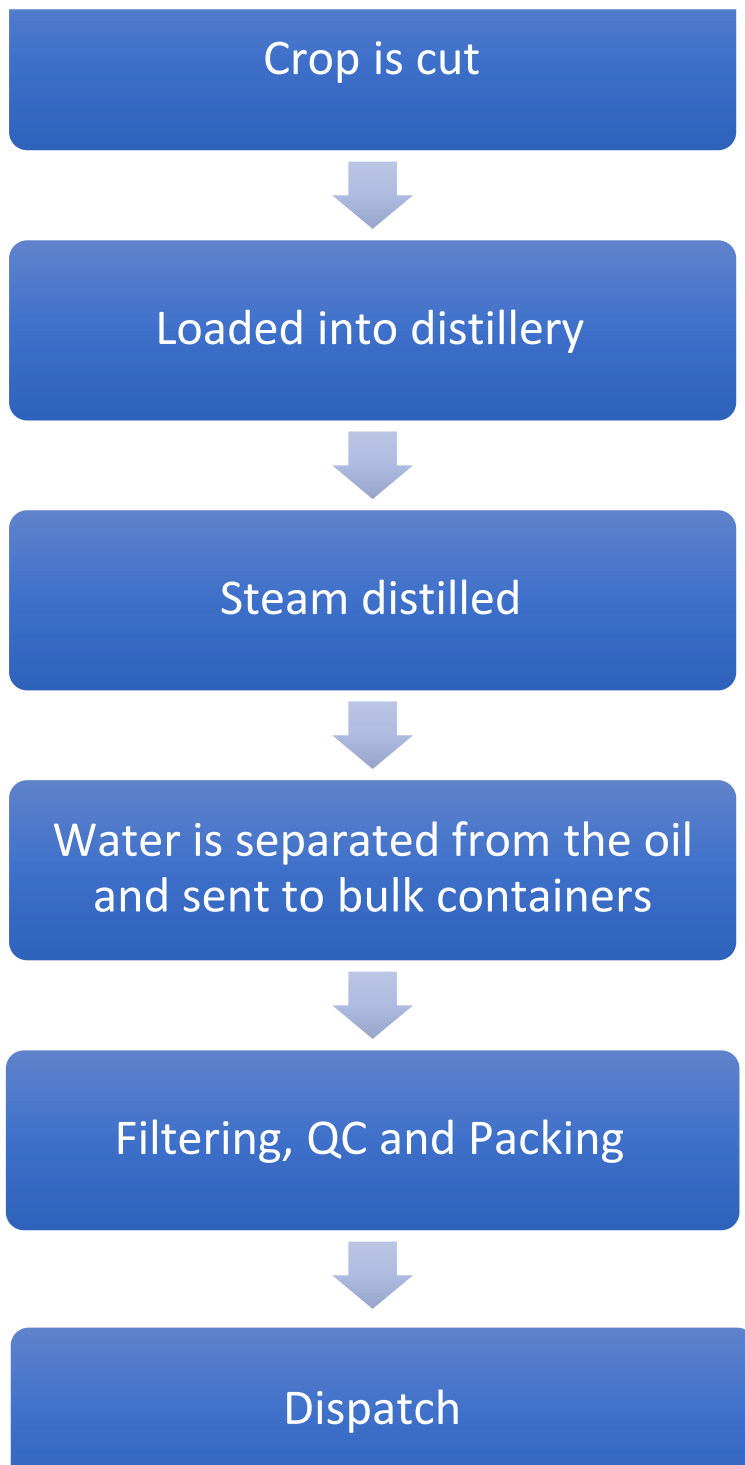 Crop is cut
Loaded into distillery
Steam distilled
Water is separated from the oil
and sent to bulk containers
Filtering, QC and Packing
Dispatch